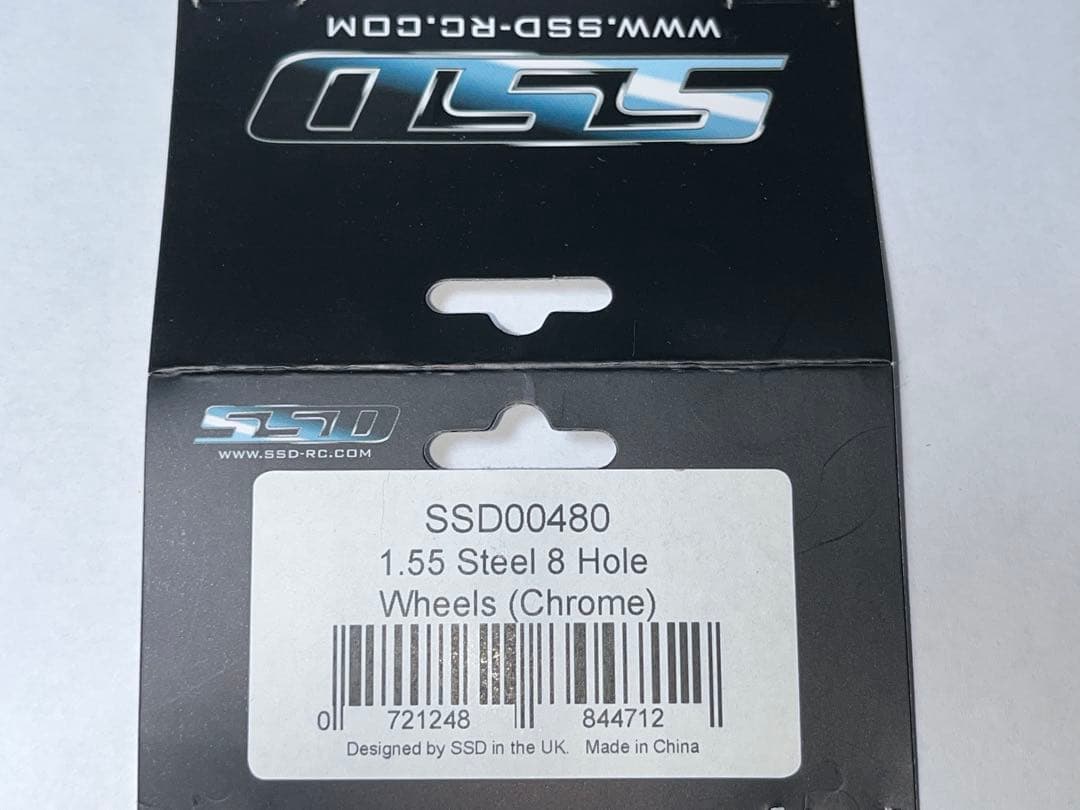 WWW.SSD-RC.COM
SSD
SSD
WWW.SSD-RC.COM
SSD00480
1.55 Steel 8 Hole
Wheels (Chrome)
0 721248 844712
Designed by SSD in the UK. Made in China